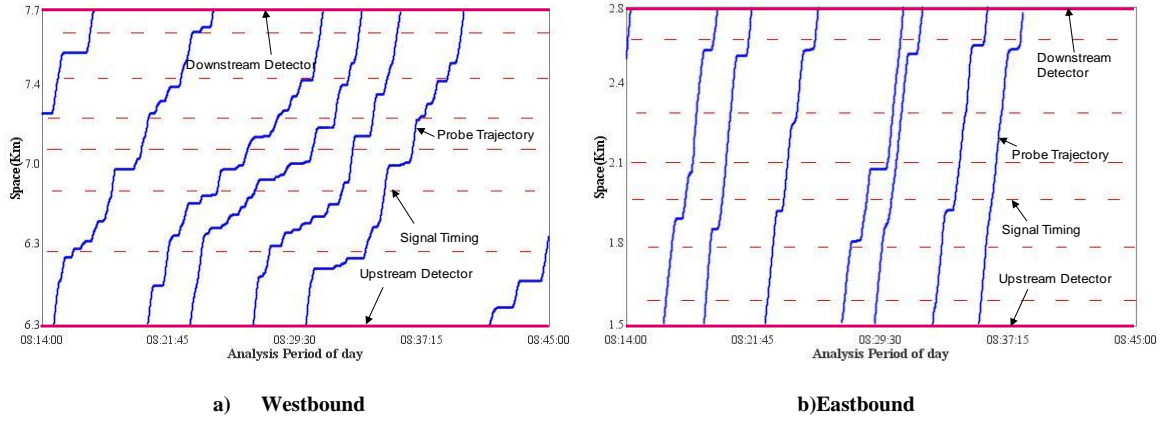 7.7
7.4
7.0
6.3
6.3
Space(Km)
Downstream Detector
Probe Trajectory
Signal Timing
Upstream Detector
08:14:00
08:21:45
08:29:30
08:37:15
08:45:00
Analysis Period of day
a) Westbound
2.8
2.4
2.1
1.8
1.5
Space(Km)
Downstream
Detector
Probe Trajectory
Signal Timing
Upstream Detector
08:14:00
08:21:45
08:29:30
08:37:15
08:45:00
Analysis Period of day
b)Eastbound